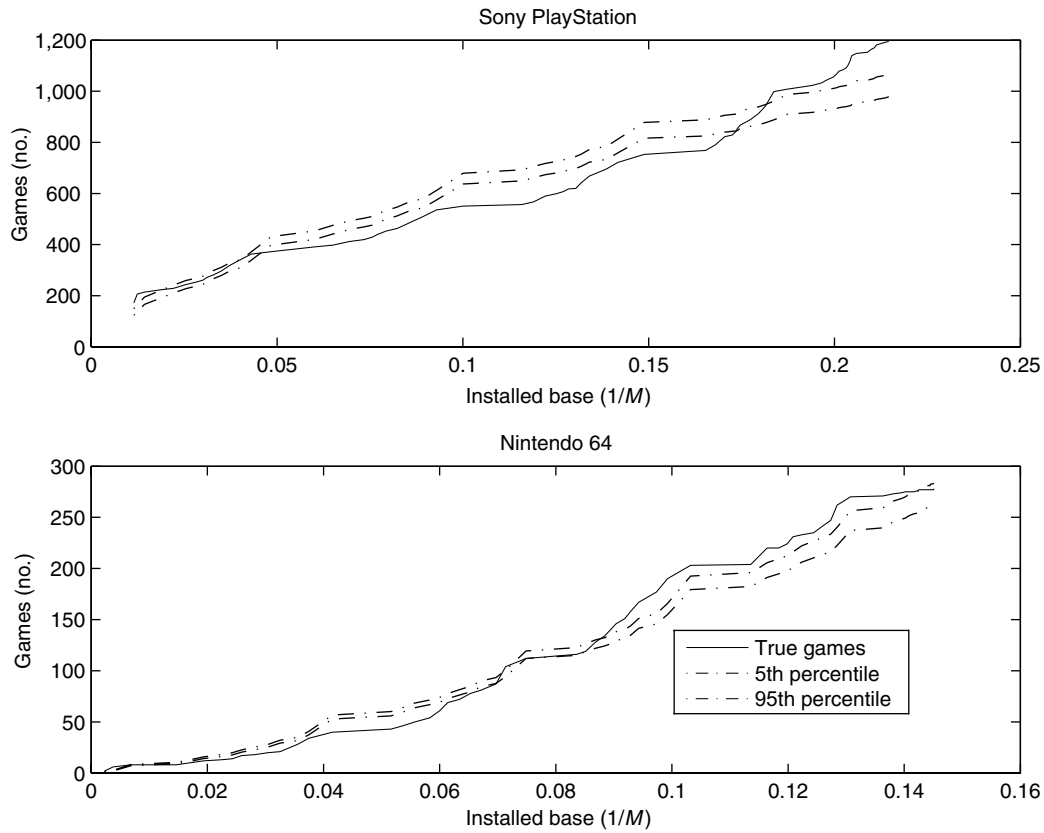 Sony PlayStation
1,200
1,000
800
600
400
200
0
Games (no.)
0 0.05 0.1 0.15 0.2 0.25
Installed base (1/M)
Nintendo 64
300
250
200
150
100
50
0
Games (no.)
True games
5th percentile
95th percentile
0 0.02 0.04 0.06 0.08 0.1 0.12 0.14 0.16
Installed base (1/M)